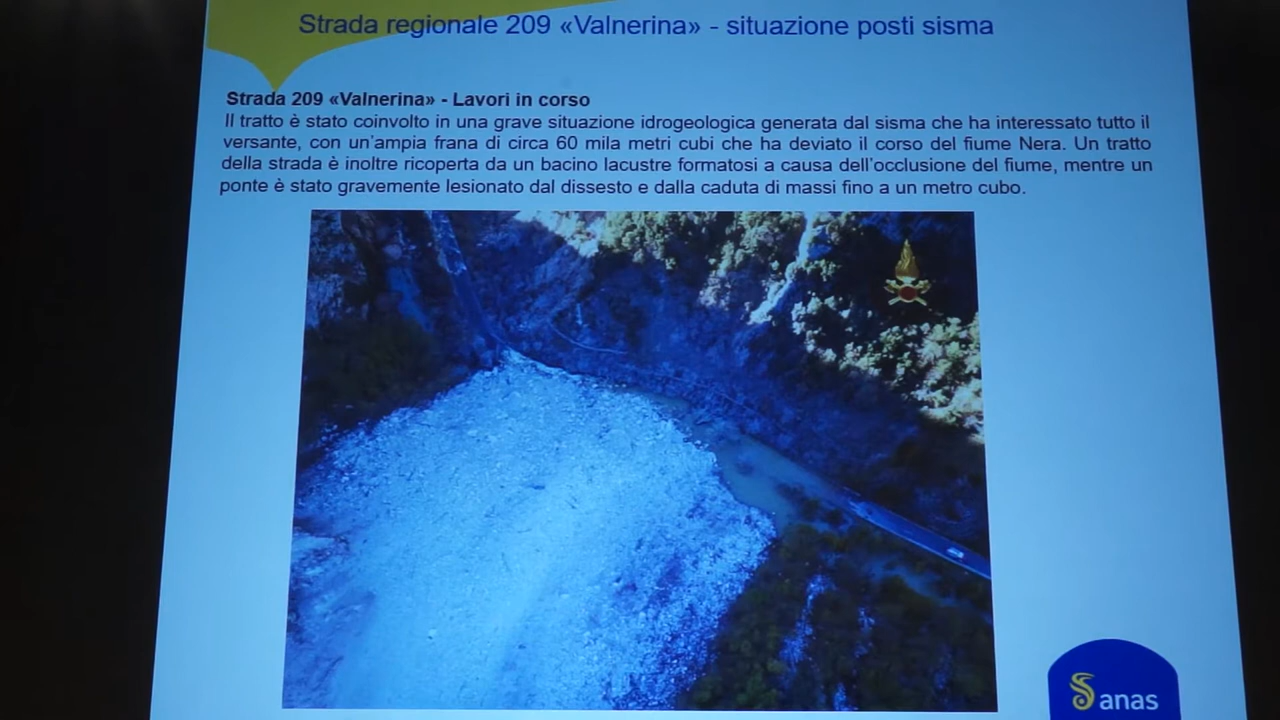 Strada regionale 209 «Valnerina» - situazione posti sisma
Strada 209 «Valnerina» - Lavori in corso
Il tratto è stato coinvolto in una grave situazione idrogeologica generata dal sisma che ha interessato tutto il
versante, con un'ampia frana di circa 60 mila metri cubi che ha deviato il corso del fiume Nera. Un tratto
della strada è inoltre ricoperta da un bacino lacustre formatosi a causa dell'occlusione del fiume, mentre un
ponte è stato gravemente lesionato dal dissesto e dalla caduta di massi fino a un metro cubo.
anas